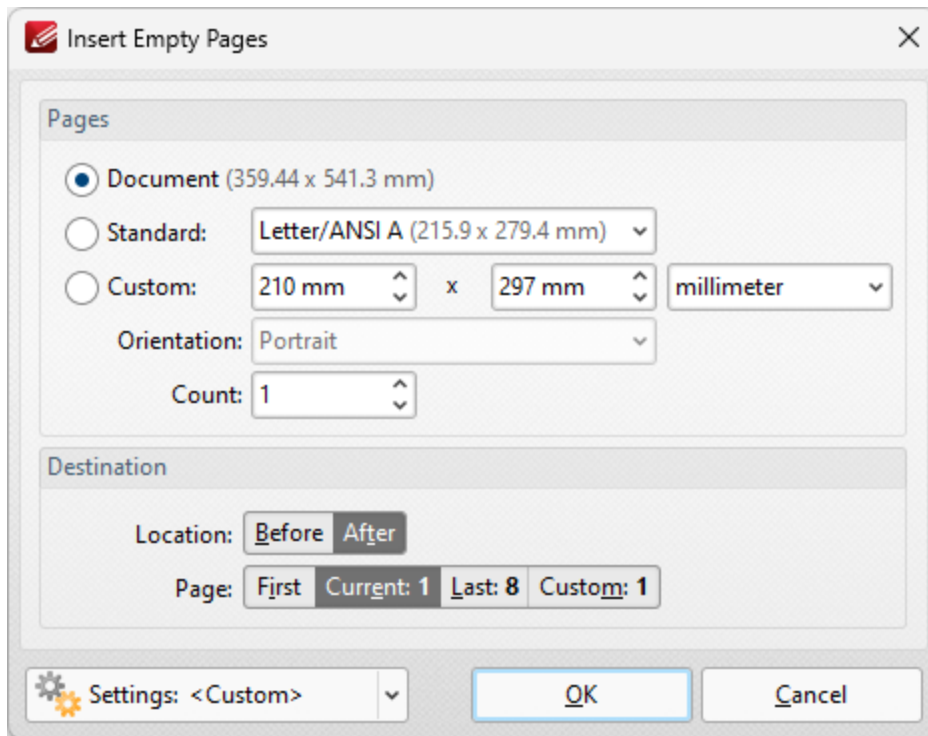 Insert Empty Pages
Pages
Document (359.44 x 541.3 mm)
Standard: Letter/ANSI A (215.9 x 279.4 mm)
Custom: 210 mm x 297 mm millimeter
Orientation: Portrait
Count: 1
Destination
Location: Before After
Page: First Current: 1 Last: 8 Custom: 1
Settings: <Custom> OK Cancel